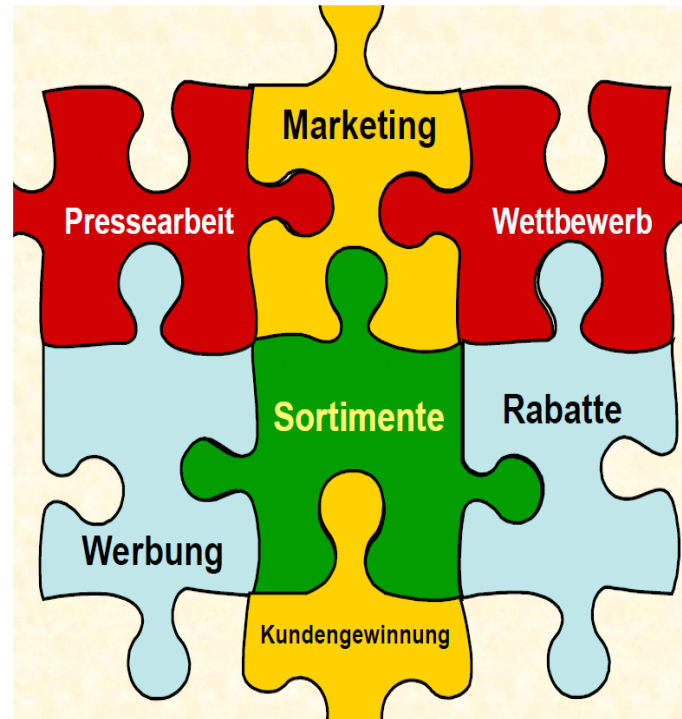 Marketing
Pressearbeit
Wettbewerb
Sortimente
Rabatte
Werbung
Kundengewinnung